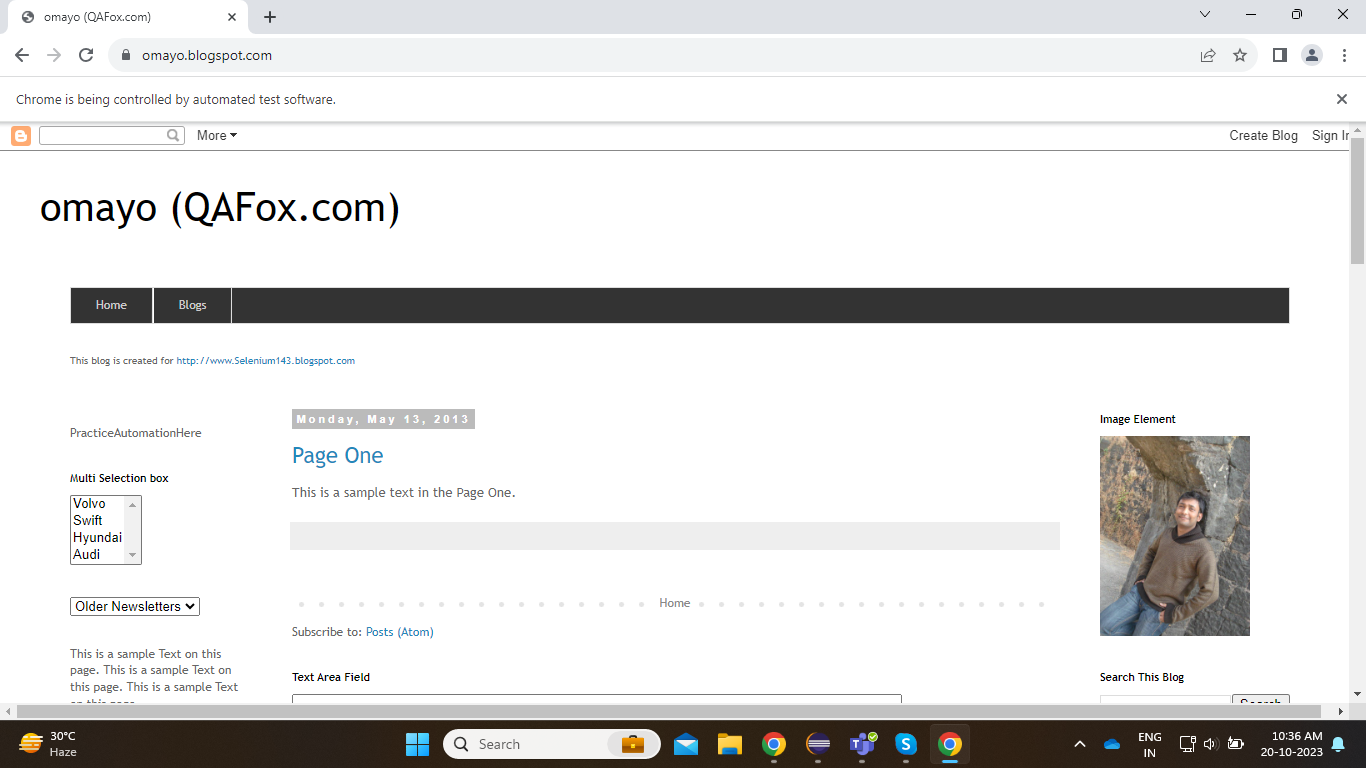 omayo (QAFox.com)
omayo.blogspot.com
Chrome is being controlled by automated test software.
More
Create Blog
Sign In
omayo (QAFox.com)
Home
Blogs
This blog is created for http://www.Selenium143.blogspot.com
PracticeAutomationHere
Multi Selection box
Volvo
Swift
Hyundai
Audi
Older Newsletters
This is a sample Text on this
page. This is a sample Text on
this page. This is a sample Text
on this page
Monday, May 13, 2013
Page One
This is a sample text in the Page One.
Home
Subscribe to: Posts (Atom)
Text Area Field
Image Element
Search This Blog
Search
30°C
Haze
Search
ENG
IN
10:36 AM
20-10-2023